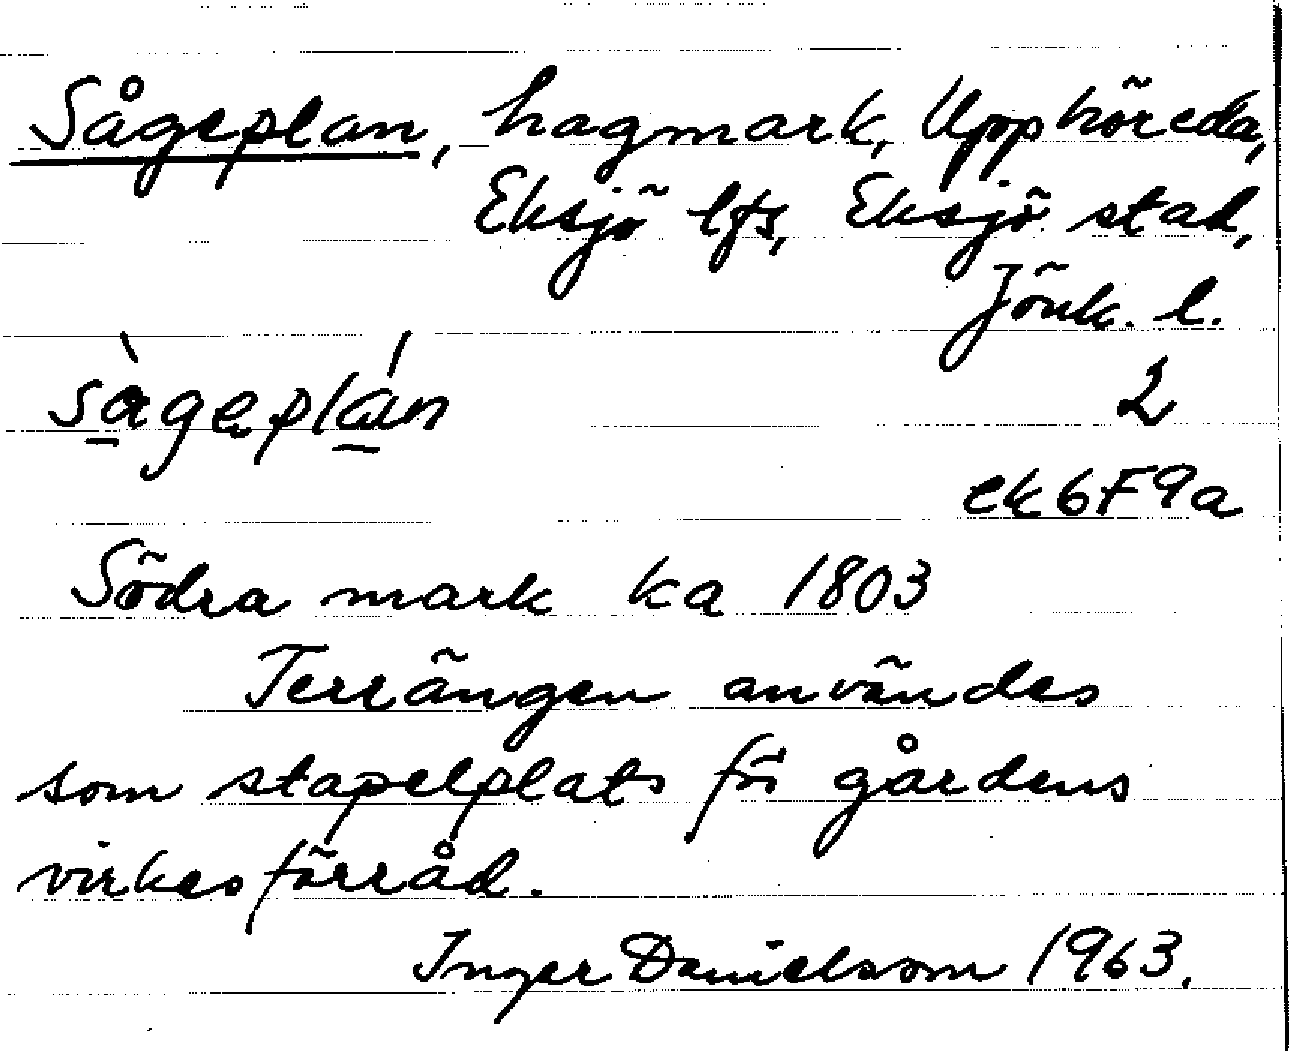 Sågeplan, hagmark, Upphöreda,
Eksjö lfs, Eksjö stad,
Jönk. l.
sàgeplán
2
ek6F9a
Södra mark ka 1803
Terrängen användes
som stapelplats för gårdens
virkesförråd.
Inger Danielsson 1963.